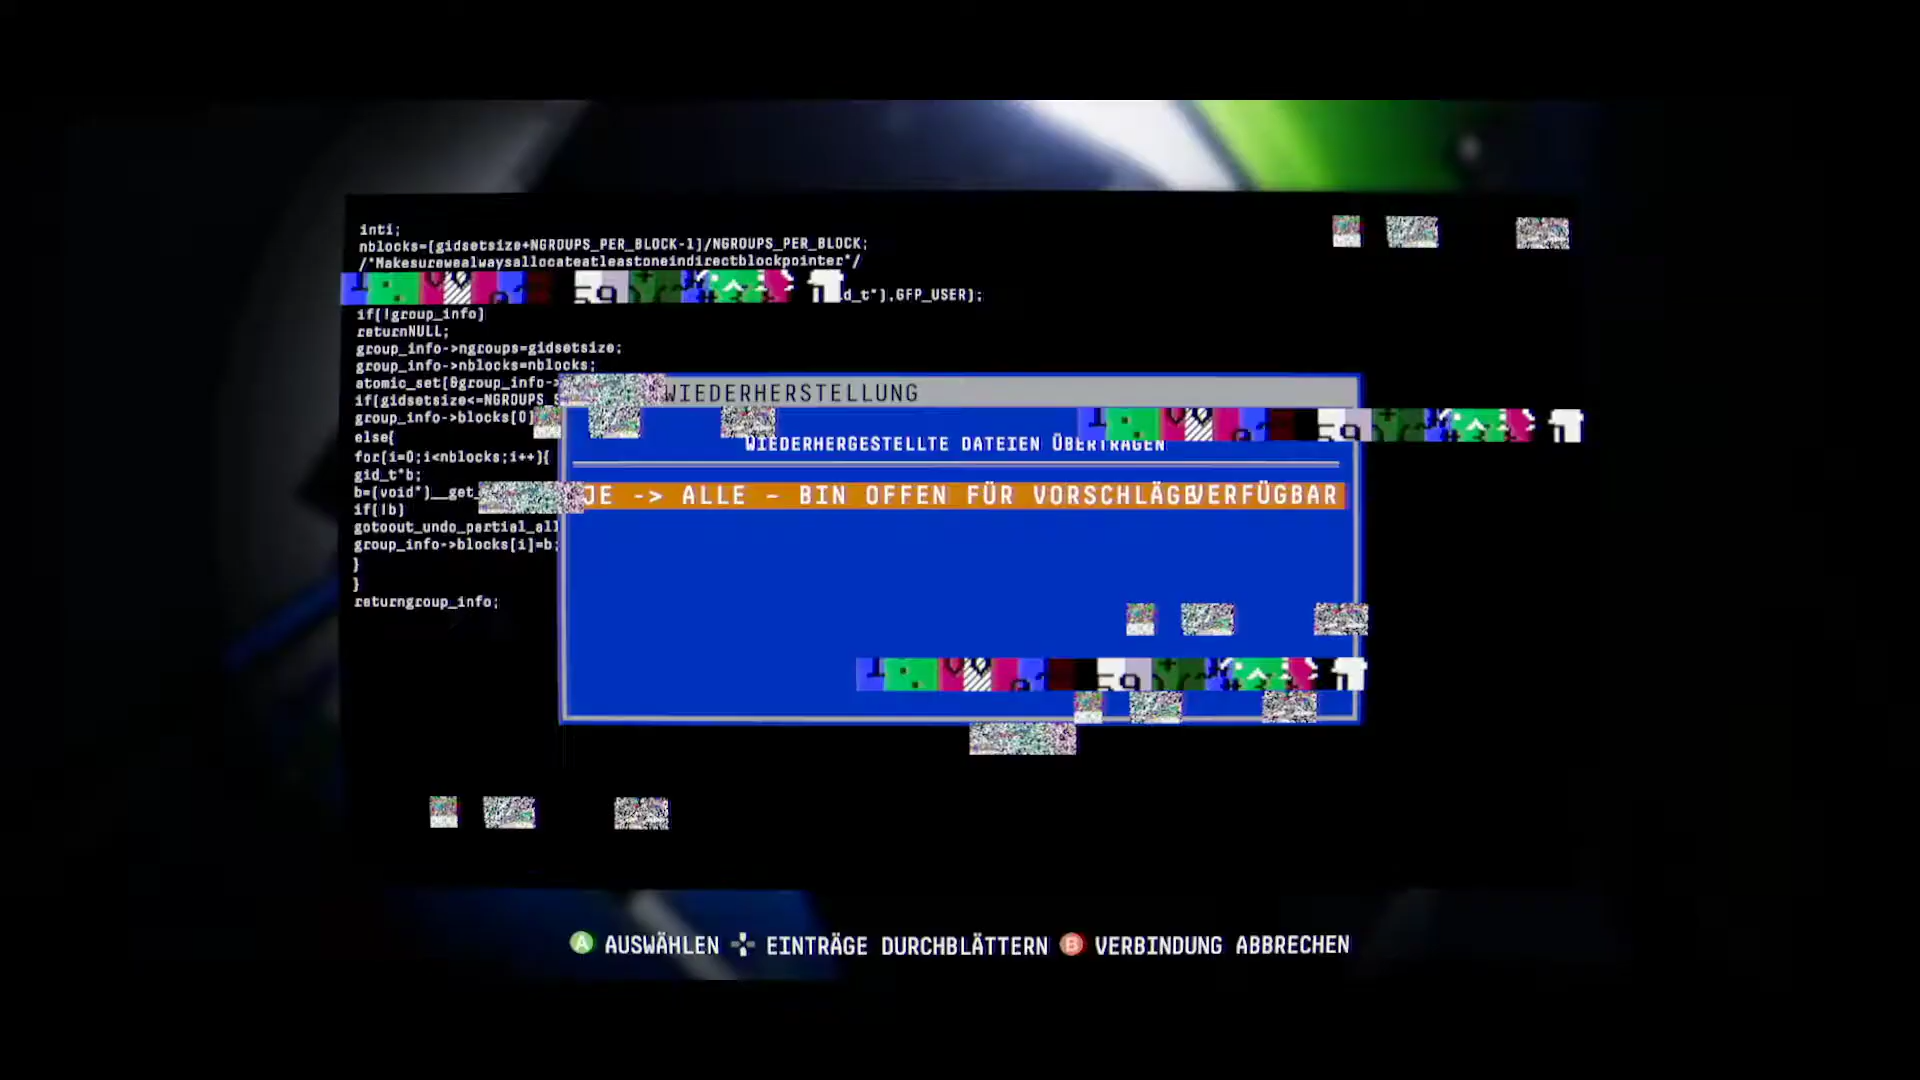 inti;
nblocks=[gidsetsize+NGROUPS_PER_BLOCK-1]/NGROUPS_PER_BLOCK;
/*Makesurewealwaysallocateatleastoneindirectblockpointer*/
d_t*),GFP_USER];
if[!group_info]
returnNULL;
group_info->ngroups=gidsetsize;
group_info->nblocks=nblocks;
atomic_set[&group_info->
if[gidsetsize<=NGROUPS_S
group_info->blocks[0]
else{
for[i=0;i<nblocks;i++]{
gid_t*b;
b=[void*]__get_
if[!b]
gotoout_undo_partial_all
group_info->blocks[i]=b;
}
}
returngroup_info;
WIEDERHERSTELLUNG
WIEDERHERGESTELLTE DATEIEN ÜBERTRAGEN
JE -> ALLE - BIN OFFEN FÜR VORSCHLÄGE VERFÜGBAR
A AUSWÄHLEN EINTRÄGE DURCHBLÄTTERN B VERBINDUNG ABBRECHEN